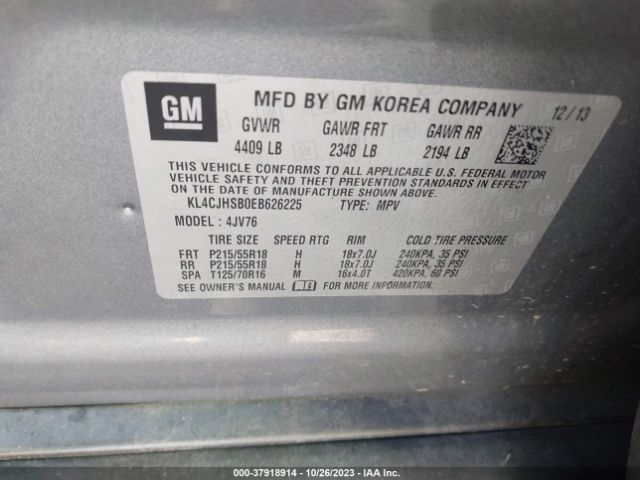 GM
MFD BY GM KOREA COMPANY 12/13
GVWR GAWR FRT GAWR RR
4409 LB 2348 LB 2194 LB
THIS VEHICLE CONFORMS TO ALL APPLICABLE U.S. FEDERAL MOTOR
VEHICLE SAFETY AND THEFT PREVENTION STANDARDS IN EFFECT
ON THE DATE OF MANUFACTURE SHOWN ABOVE.
KL4CJHSB0EB626225 TYPE: MPV
MODEL: 4JV76
TIRE SIZE SPEED RTG RIM COLD TIRE PRESSURE
FRT P215/55R18 H 18x7.0J 240KPA, 35 PSI
RR P215/55R18 H 18x7.0J 240KPA, 35 PSI
SPA T125/70R16 M 16x4.0T 420KPA, 60 PSI
SEE OWNER'S MANUAL FOR MORE INFORMATION
000-37918914 - 10/26/2023 - IAA Inc.